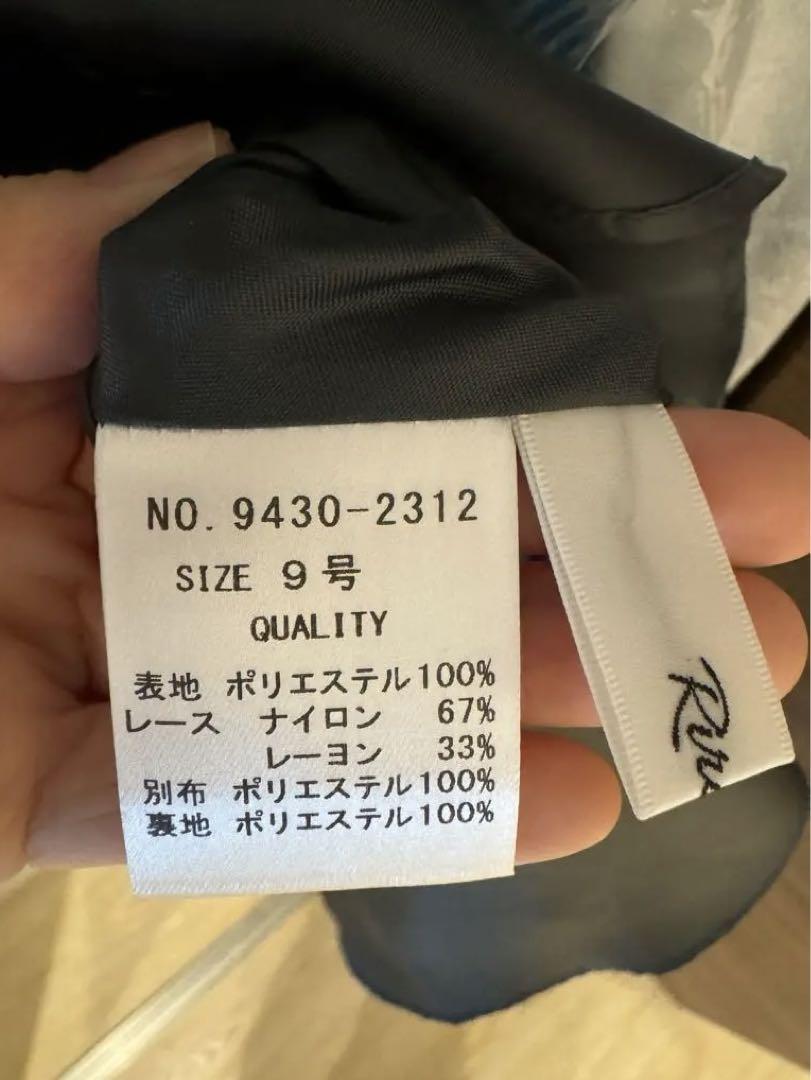 NO. 9430-2312
SIZE 9号
QUALITY
表地 ポリエステル100%
レース ナイロン 67%
レーヨン 33%
別布 ポリエステル100%
裏地 ポリエステル100%